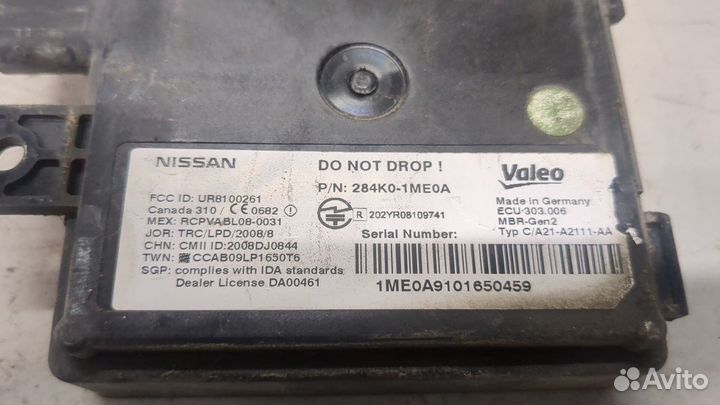 NISSAN
DO NOT DROP !
Valeo
P/N: 284K0-1ME0A
FCC ID: UR8100261
Canada 310 / CE0682 !
MEX: RCPVABL08-0031
JOR: TRC/LPD/2008/8
CHN: CMII ID:2008DJ0844
TWN: CCAB09LP1650T6
SGP: complies with IDA standards
Dealer License DA00461
R 202YR08109741
Made in Germany
ECU-303.006
MBR-Gen2
Typ C/A21-A2111-AA
Serial Number:
1ME0A9101650459
Avito